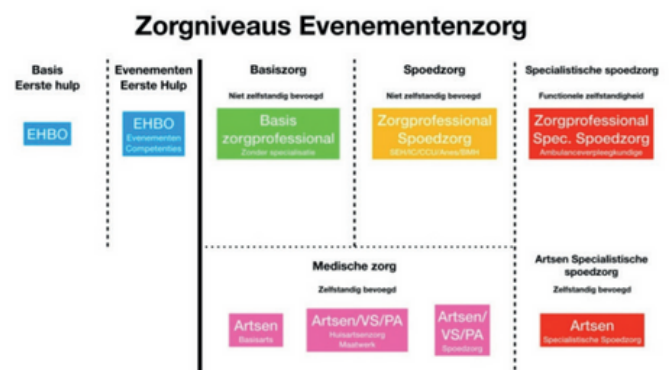 Zorgniveaus Evenementenzorg
Basis
Eerste hulp
Evenementen
Eerste Hulp
Basiszorg
Spoedzorg
Specialistische spoedzorg
Niet zelfstandig bevoegd
Niet zelfstandig bevoegd
Functionele zelfstandigheid
EHBO
EHBO
Evenementen
Competenties
Basis
zorgprofessional
Zonder specialisatie
Zorgprofessional
Spoedzorg
SEH/IC/CCU/Anes/BMH
Zorgprofessional
Spec. Spoedzorg
Ambulanceverpleegkundige
Medische zorg
Zelfstandig bevoegd
Artsen Specialistische
spoedzorg
Zelfstandig bevoegd
Artsen
Basisarts
Artsen/VS/PA
Huisartsenzorg
Maatwerk
Artsen/
VS/PA
Spoedzorg
Artsen
Specialistische Spoedzorg